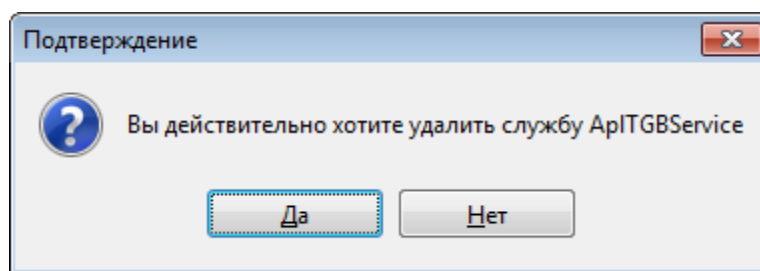 Подтверждение
Вы действительно хотите удалить службу ApITGBService
Да
Нет